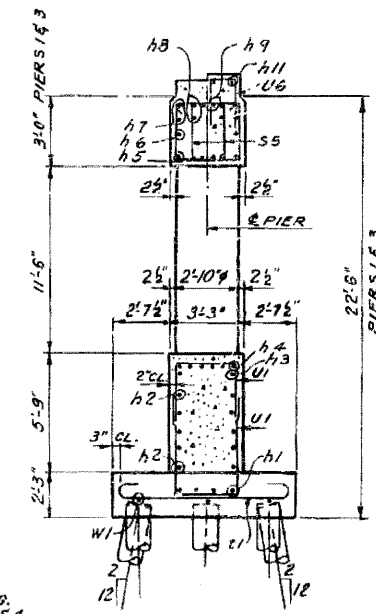 h8
h9
h11
U6
h7
h6
h5
S5
3'-0" PIERS 1 & 3
2½"
2½"
℄ PIER
11'-6"
22'-6"
PIERS 1 & 3
2½"
2'-10"ø
2½"
2'-7½"
3'-3"
2'-7½"
h4
h3
2" CL.
U1
h2
5'-9"
U1
3" CL.
h2
h1
2'-3"
W1
t1
2
12
2
12